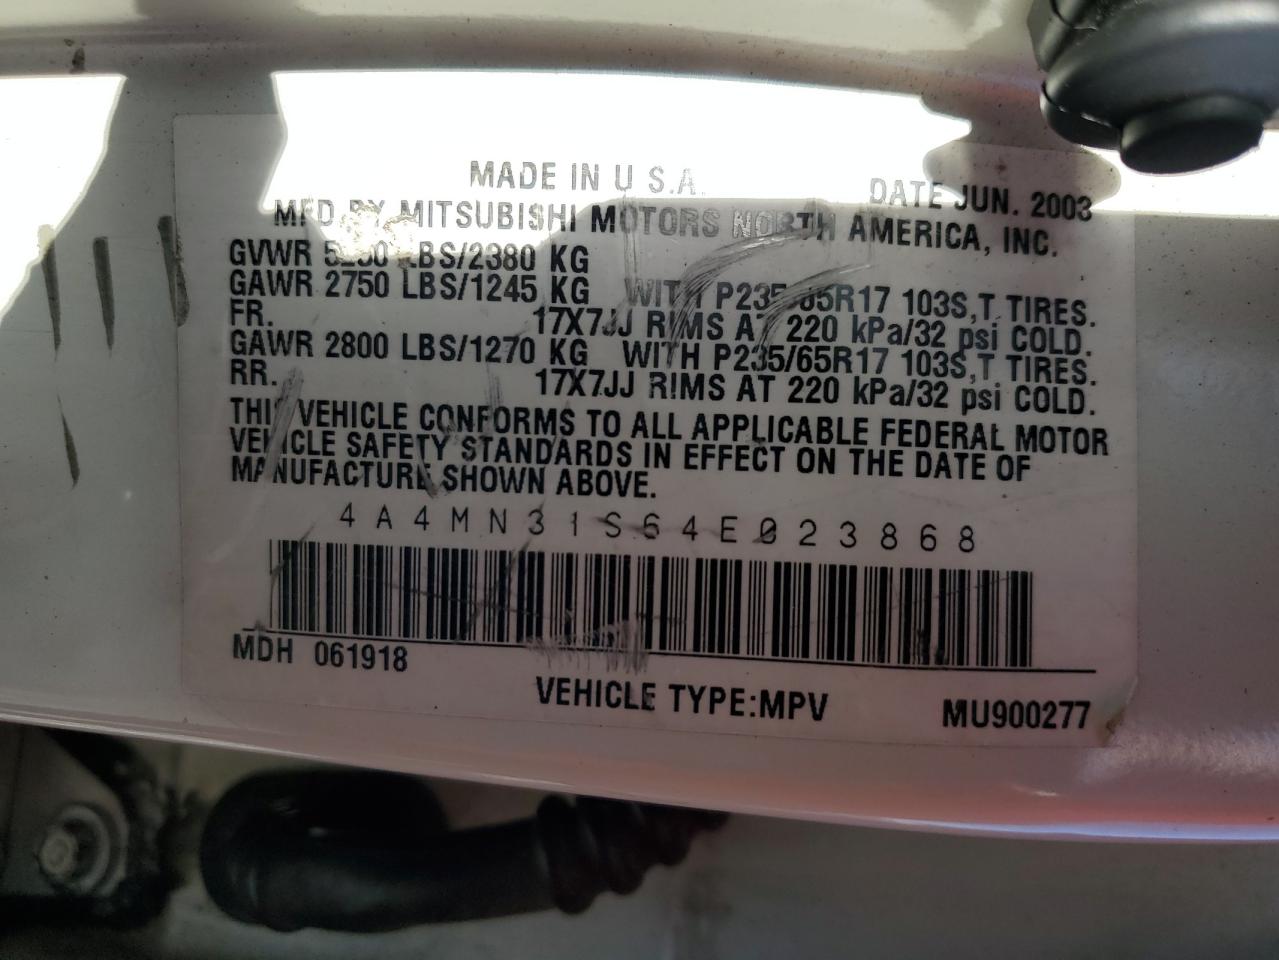 MADE IN U.S.A. DATE JUN. 2003
MFD BY MITSUBISHI MOTORS NORTH AMERICA, INC.
GVWR LBS/2380 KG
GAWR 2750 LBS/1245 KG WITH P235/65R17 103S,T TIRES.
FR. 17X7JJ RIMS AT 220 kPa/32 psi COLD.
GAWR 2800 LBS/1270 KG WITH P235/65R17 103S,T TIRES.
RR. 17X7JJ RIMS AT 220 kPa/32 psi COLD.
THIS VEHICLE CONFORMS TO ALL APPLICABLE FEDERAL MOTOR
VEHICLE SAFETY STANDARDS IN EFFECT ON THE DATE OF
MANUFACTURE SHOWN ABOVE.
4A4MN31S64E023868
MDH 061918
VEHICLE TYPE:MPV MU900277